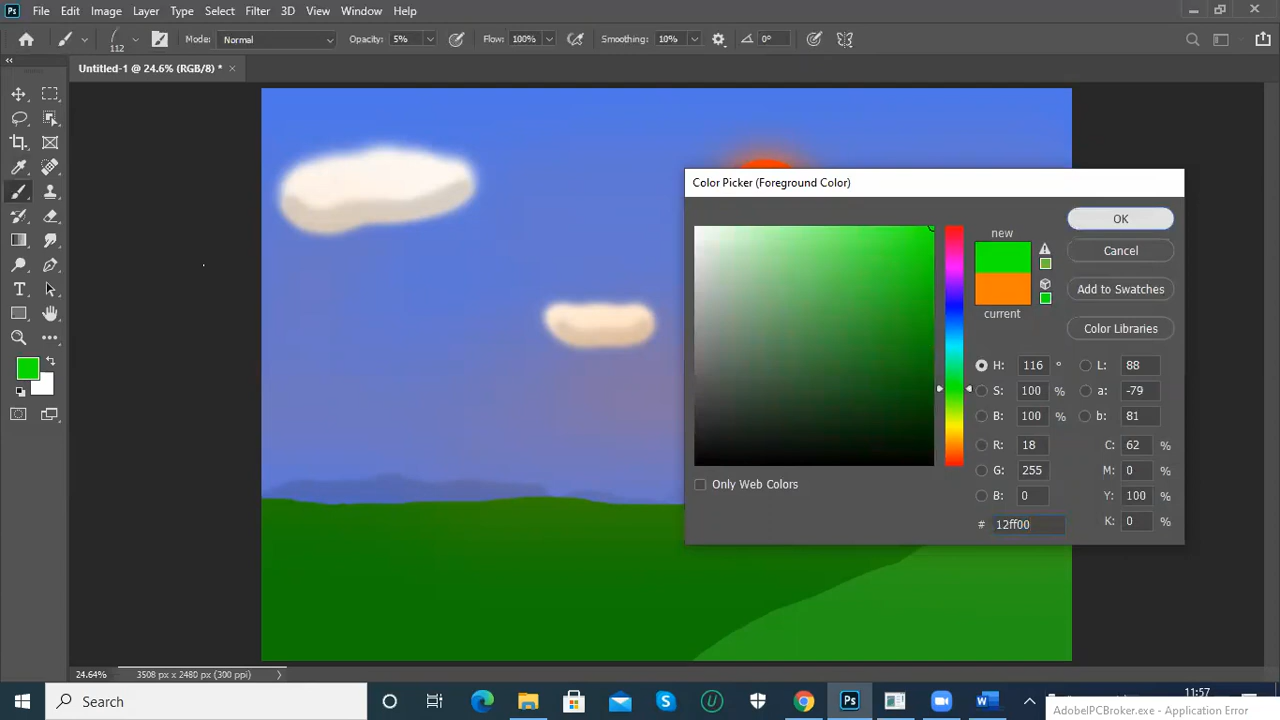 Ps File Edit Image Layer Type Select Filter 3D View Window Help
112 Mode: Normal Opacity: 5% Flow: 100% Smoothing: 10% 0°
Untitled-1 @ 24.6% (RGB/8) * ×
Color Picker (Foreground Color)
new
current
OK
Cancel
Add to Swatches
Color Libraries
H: 116 ° L: 88
S: 100 % a: -79
B: 100 % b: 81
R: 18 C: 62 %
G: 255 M: 0 %
B: 0 Y: 100 %
# 12ff00 K: 0 %
Only Web Colors
24.64% 3508 px x 2480 px (300 ppi)
Search
11:57
AdobeIPCBroker.exe - Application Error